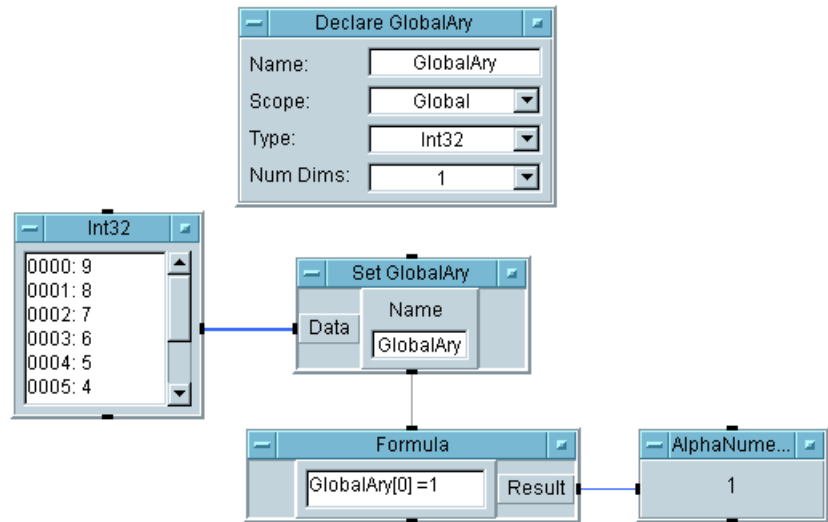 Declare GlobalAry
Name: GlobalAry
Scope: Global
Type: Int32
Num Dims: 1
Int32
0000: 9
0001: 8
0002: 7
0003: 6
0004: 5
0005: 4
Set GlobalAry
Data
Name
GlobalAry
Formula
GlobalAry[0] =1
Result
AlphaNume...
1